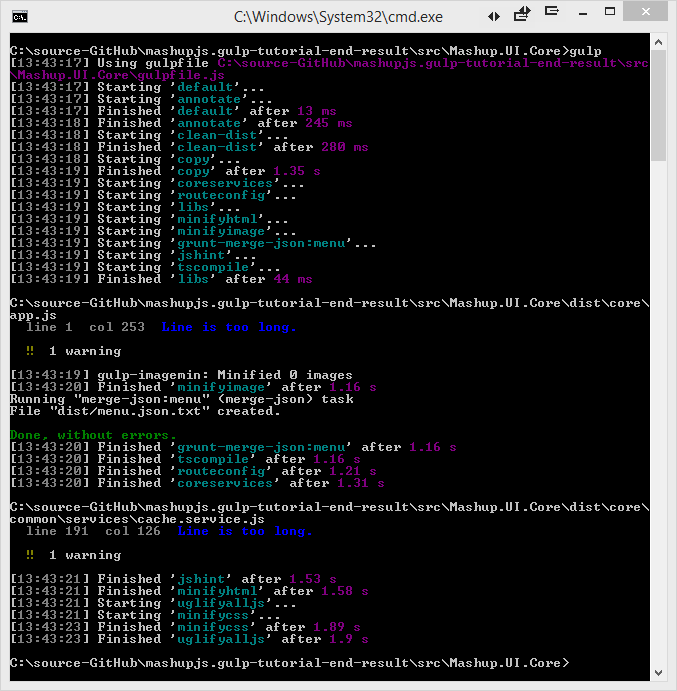 C:\Windows\System32\cmd.exe
C:\source-GitHub\mashupjs.gulp-tutorial-end-result\src\Mashup.UI.Core>gulp
[13:43:17] Using gulpfile C:\source-GitHub\mashupjs.gulp-tutorial-end-result\src
\Mashup.UI.Core\gulpfile.js
[13:43:17] Starting 'default'...
[13:43:17] Starting 'annotate'...
[13:43:17] Finished 'default' after 13 ms
[13:43:18] Finished 'annotate' after 245 ms
[13:43:18] Starting 'clean-dist'...
[13:43:18] Finished 'clean-dist' after 280 ms
[13:43:18] Starting 'copy'...
[13:43:19] Finished 'copy' after 1.35 s
[13:43:19] Starting 'coreservices'...
[13:43:19] Starting 'routeconfig'...
[13:43:19] Starting 'libs'...
[13:43:19] Starting 'minifyhtml'...
[13:43:19] Starting 'minifyimage'...
[13:43:19] Starting 'grunt-merge-json:menu'...
[13:43:19] Starting 'jshint'...
[13:43:19] Starting 'tscompile'...
[13:43:19] Finished 'libs' after 44 ms
C:\source-GitHub\mashupjs.gulp-tutorial-end-result\src\Mashup.UI.Core\dist\core\
app.js
line 1  col 253  Line is too long.
‼  1 warning
[13:43:19] gulp-imagemin: Minified 0 images
[13:43:20] Finished 'minifyimage' after 1.16 s
Running "merge-json:menu" (merge-json) task
File "dist/menu.json.txt" created.
Done, without errors.
[13:43:20] Finished 'grunt-merge-json:menu' after 1.16 s
[13:43:20] Finished 'tscompile' after 1.16 s
[13:43:20] Finished 'routeconfig' after 1.21 s
[13:43:20] Finished 'coreservices' after 1.31 s
C:\source-GitHub\mashupjs.gulp-tutorial-end-result\src\Mashup.UI.Core\dist\core\
common\services\cache.service.js
line 191  col 126  Line is too long.
‼  1 warning
[13:43:21] Finished 'jshint' after 1.53 s
[13:43:21] Finished 'minifyhtml' after 1.58 s
[13:43:21] Starting 'uglifyalljs'...
[13:43:21] Starting 'minifycss'...
[13:43:23] Finished 'minifycss' after 1.89 s
[13:43:23] Finished 'uglifyalljs' after 1.9 s
C:\source-GitHub\mashupjs.gulp-tutorial-end-result\src\Mashup.UI.Core>